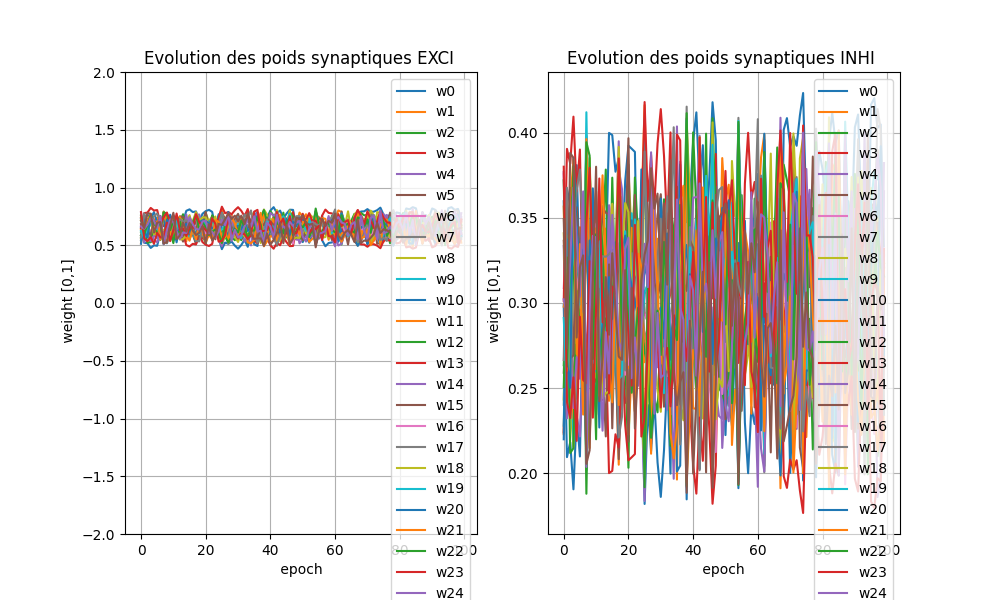 Evolution des poids synaptiques EXCI
2.0
1.5
1.0
0.5
0.0
−0.5
−1.0
−1.5
−2.0
weight [0,1]
0
20
40
60
80
100
epoch
w0
w1
w2
w3
w4
w5
w6
w7
w8
w9
w10
w11
w12
w13
w14
w15
w16
w17
w18
w19
w20
w21
w22
w23
w24
Evolution des poids synaptiques INHI
0.40
0.35
0.30
0.25
0.20
weight [0,1]
0
20
40
60
80
100
epoch
w0
w1
w2
w3
w4
w5
w6
w7
w8
w9
w10
w11
w12
w13
w14
w15
w16
w17
w18
w19
w20
w21
w22
w23
w24